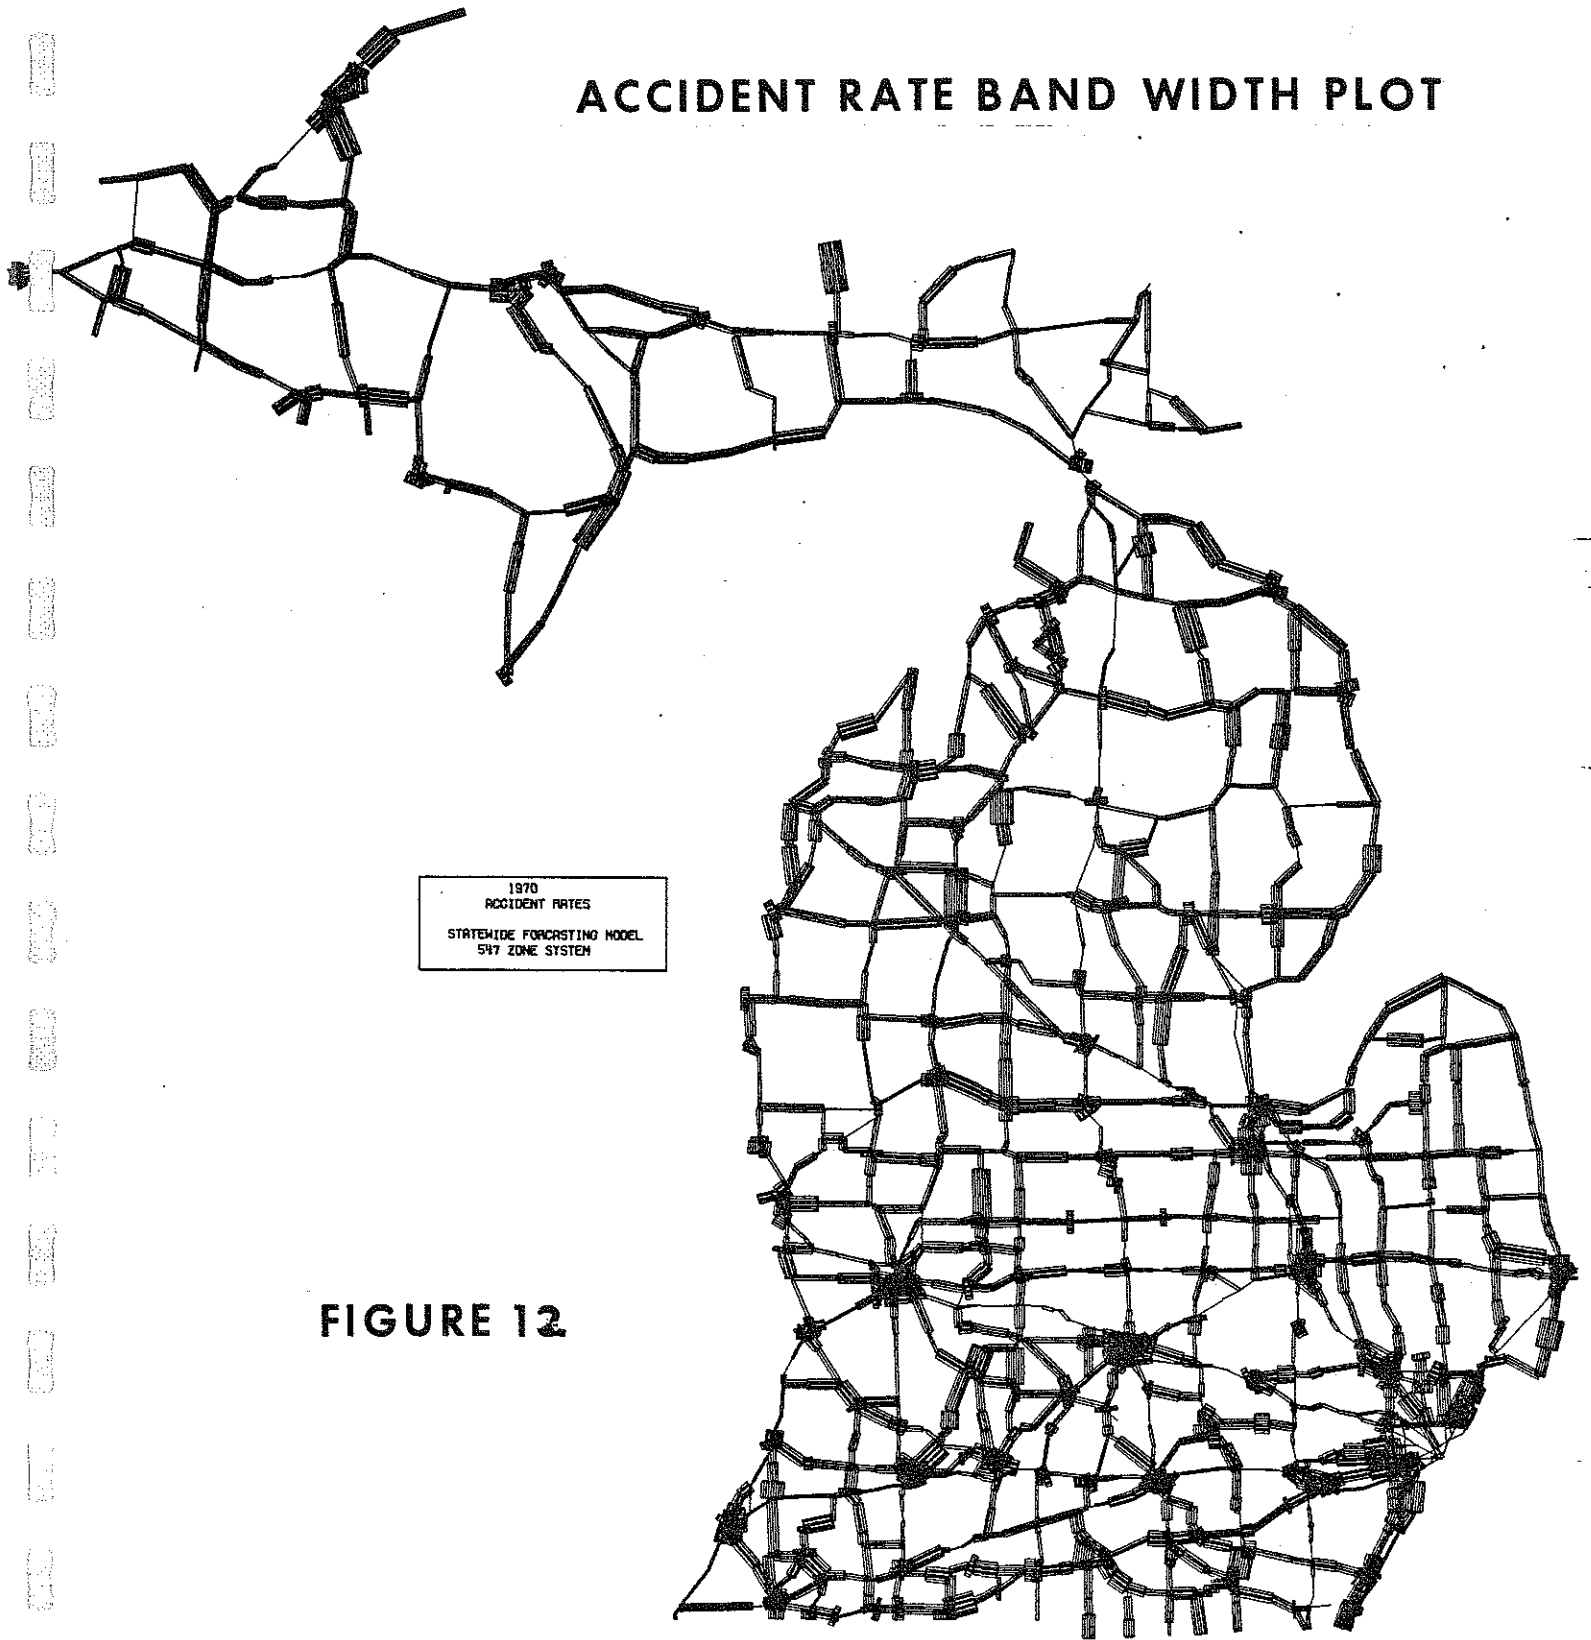 ACCIDENT RATE BAND WIDTH PLOT
1970
ACCIDENT RATES
STATEWIDE FORCASTING MODEL
547 ZONE SYSTEM
FIGURE 12